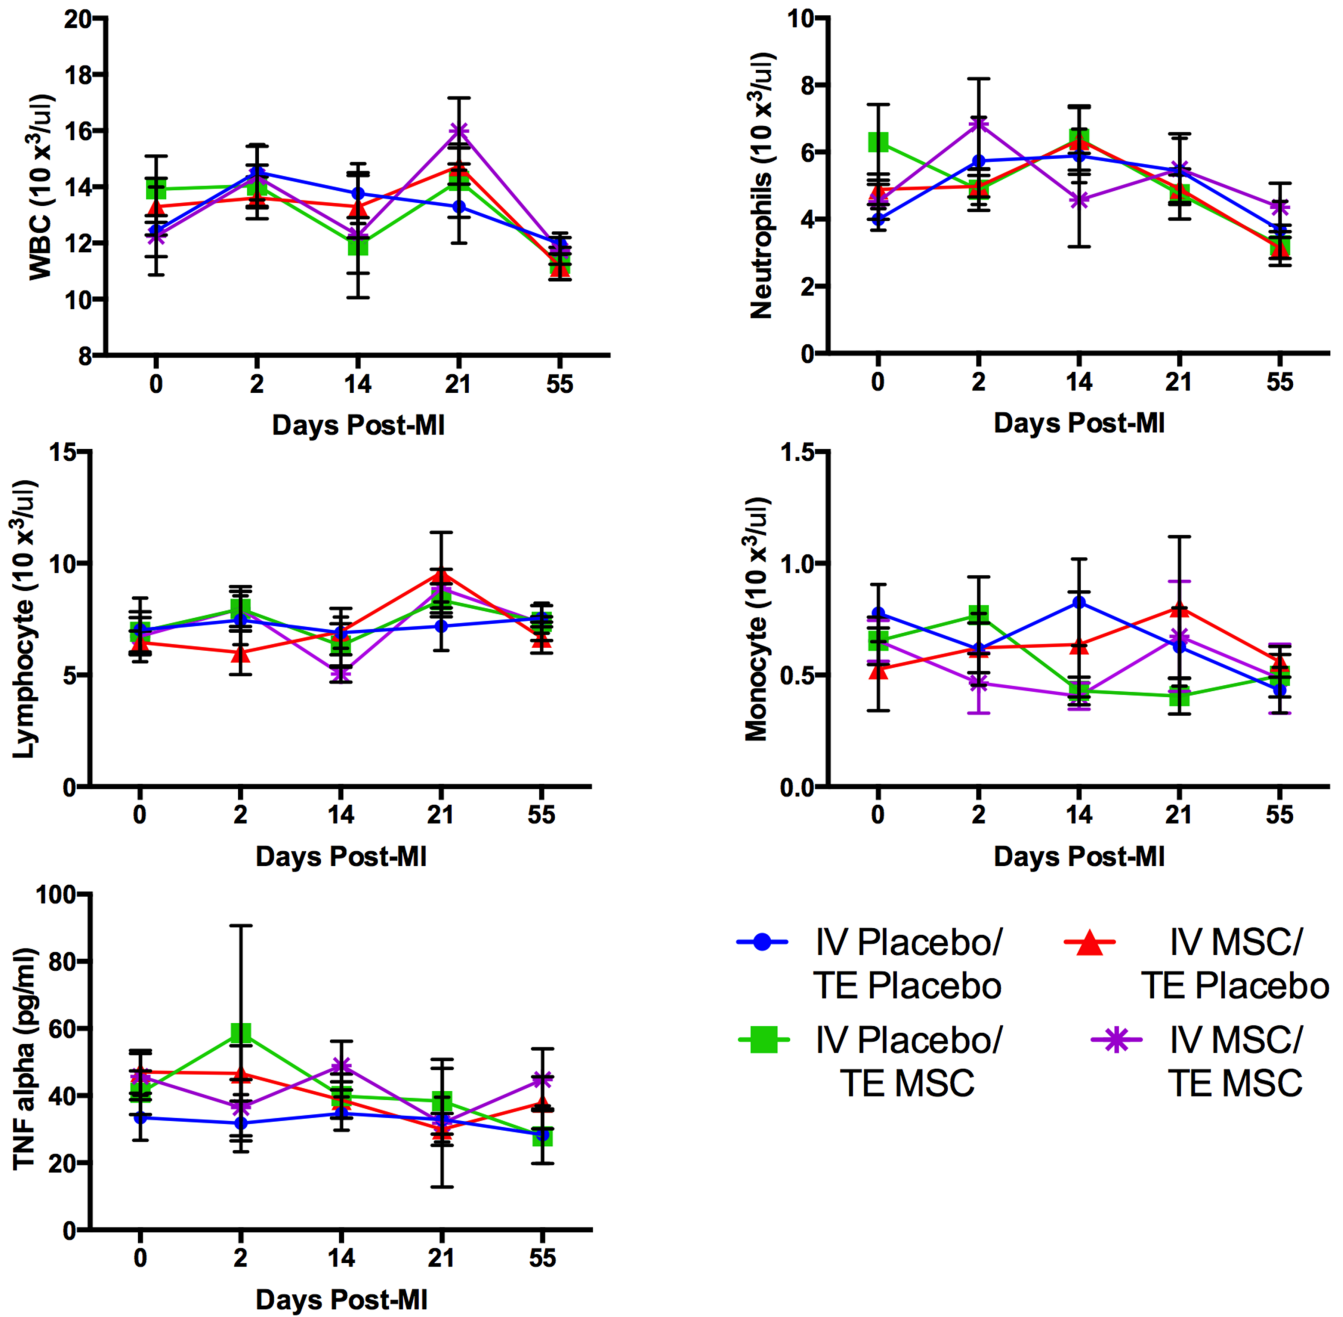 WBC (10 x³/ul)
20
18
16
14
12
10
8
0 2 14 21 55
Days Post-MI
Neutrophils (10 x³/ul)
10
8
6
4
2
0
0 2 14 21 55
Days Post-MI
Lymphocyte (10 x³/ul)
15
10
5
0
0 2 14 21 55
Days Post-MI
Monocyte (10 x³/ul)
1.5
1.0
0.5
0.0
0 2 14 21 55
Days Post-MI
TNF alpha (pg/ml)
100
80
60
40
20
0
0 2 14 21 55
Days Post-MI
IV Placebo/
TE Placebo
IV MSC/
TE Placebo
IV Placebo/
TE MSC
IV MSC/
TE MSC